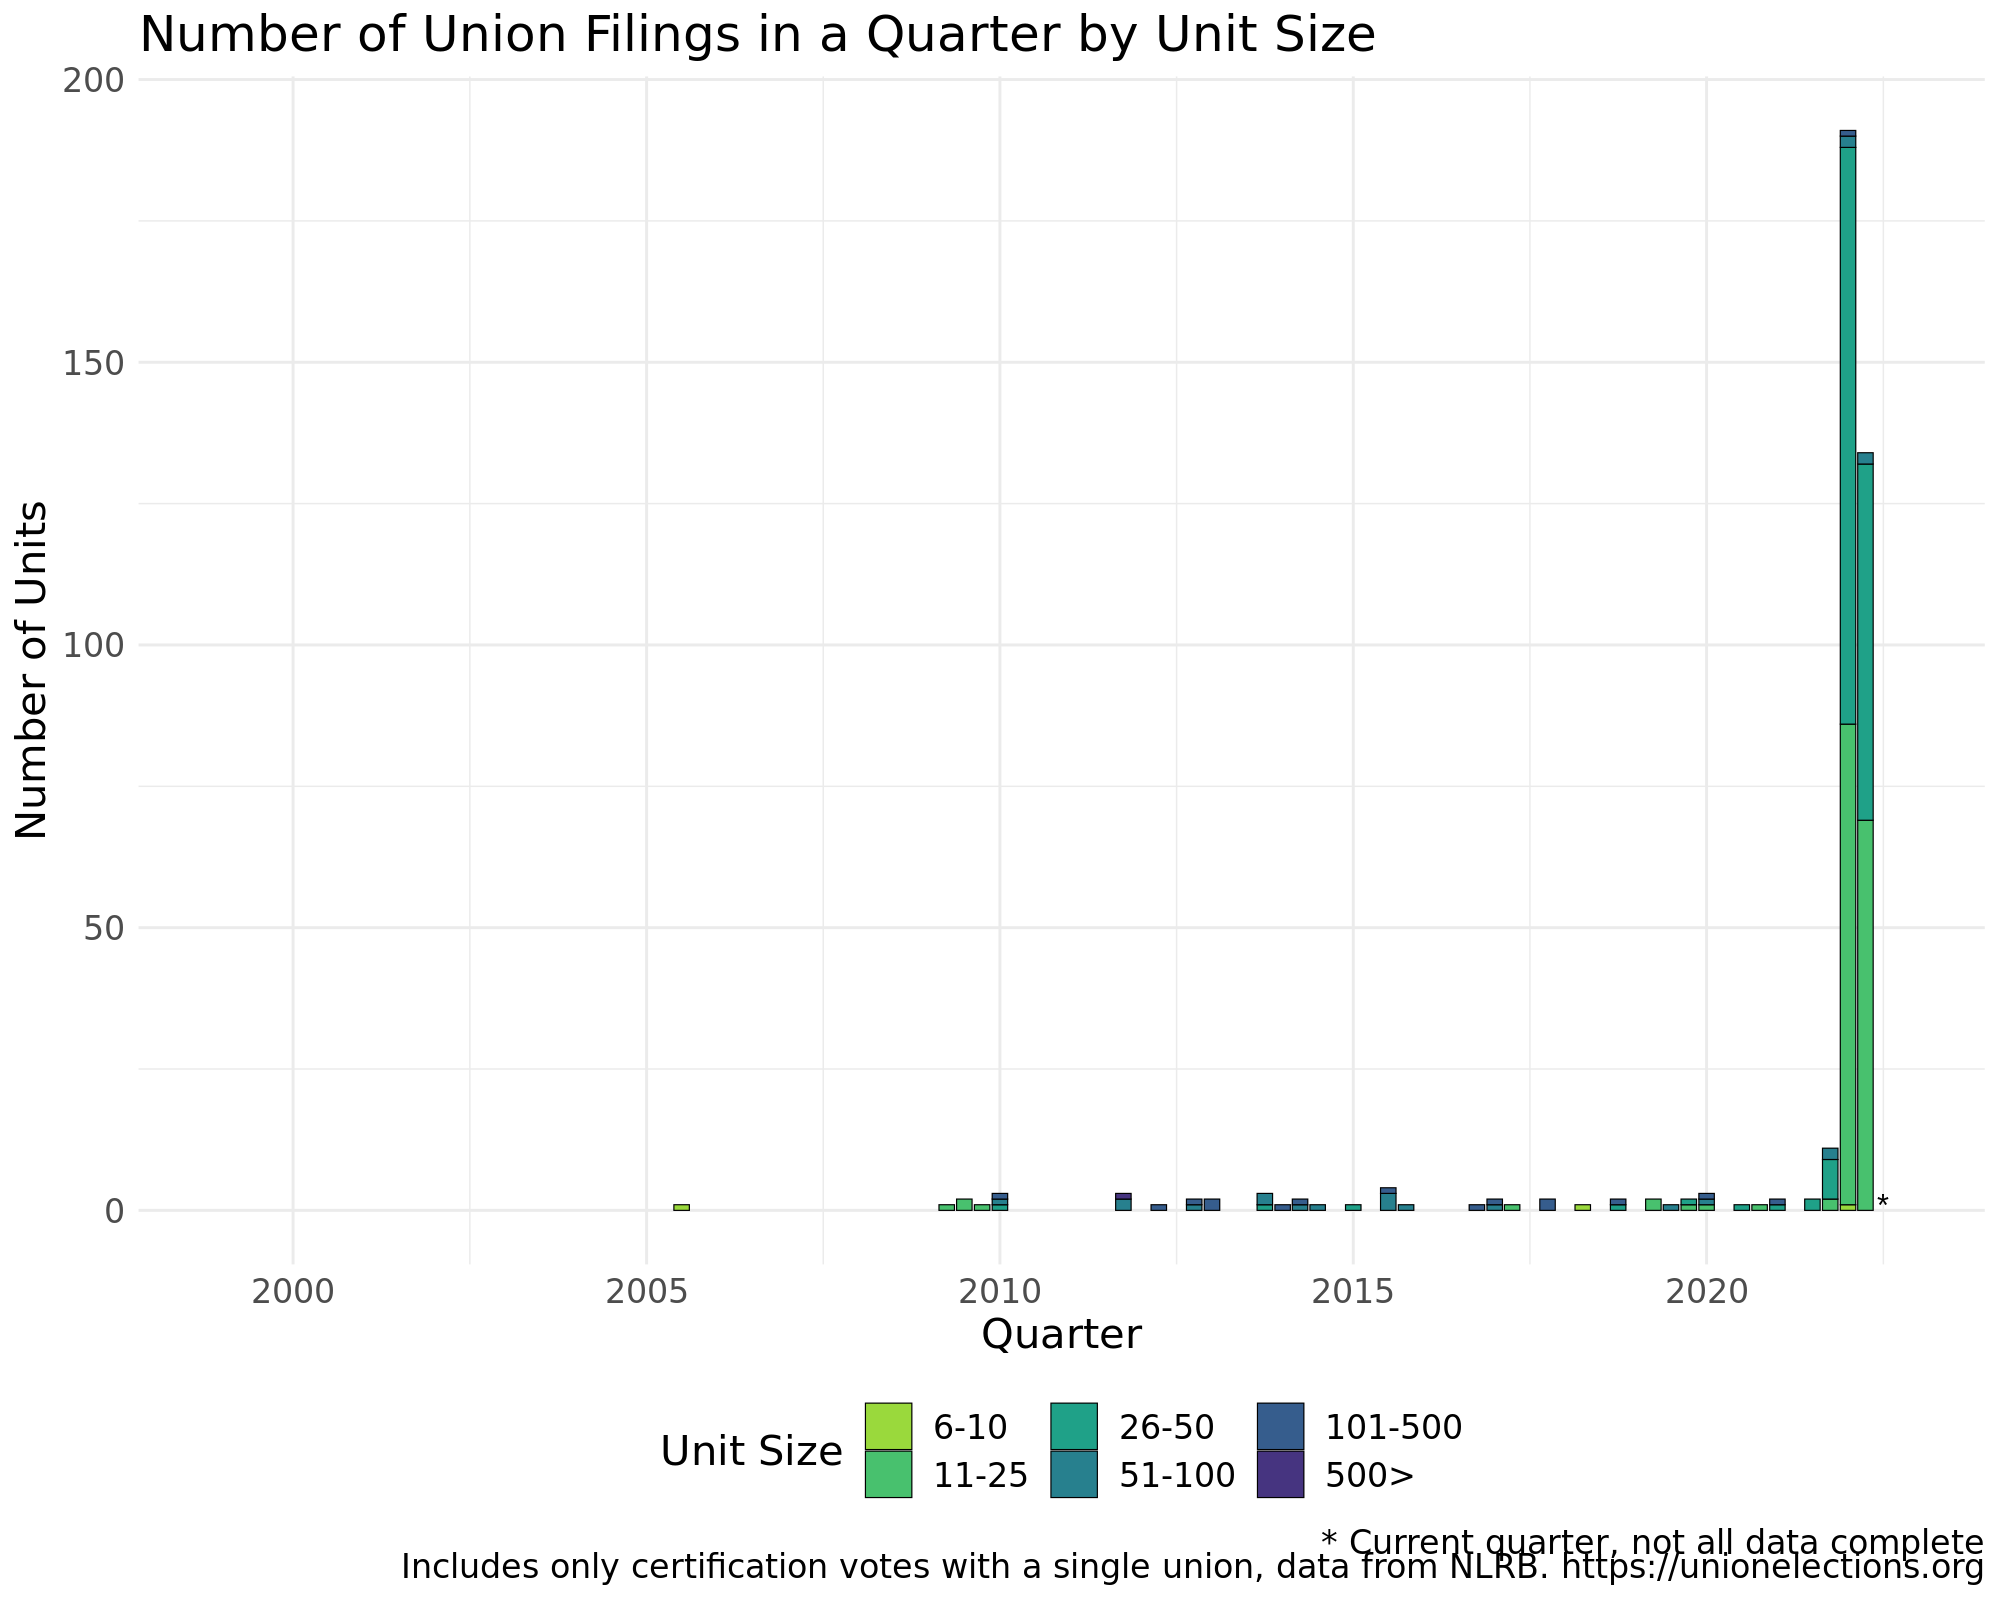 Number of Union Filings in a Quarter by Unit Size
200
150
100
50
0
Number of Units
*
2000 2005 2010 2015 2020
Quarter
Unit Size
6-10 26-50 101-500
11-25 51-100 500>
* Current quarter, not all data complete
Includes only certification votes with a single union, data from NLRB. https://unionelections.org